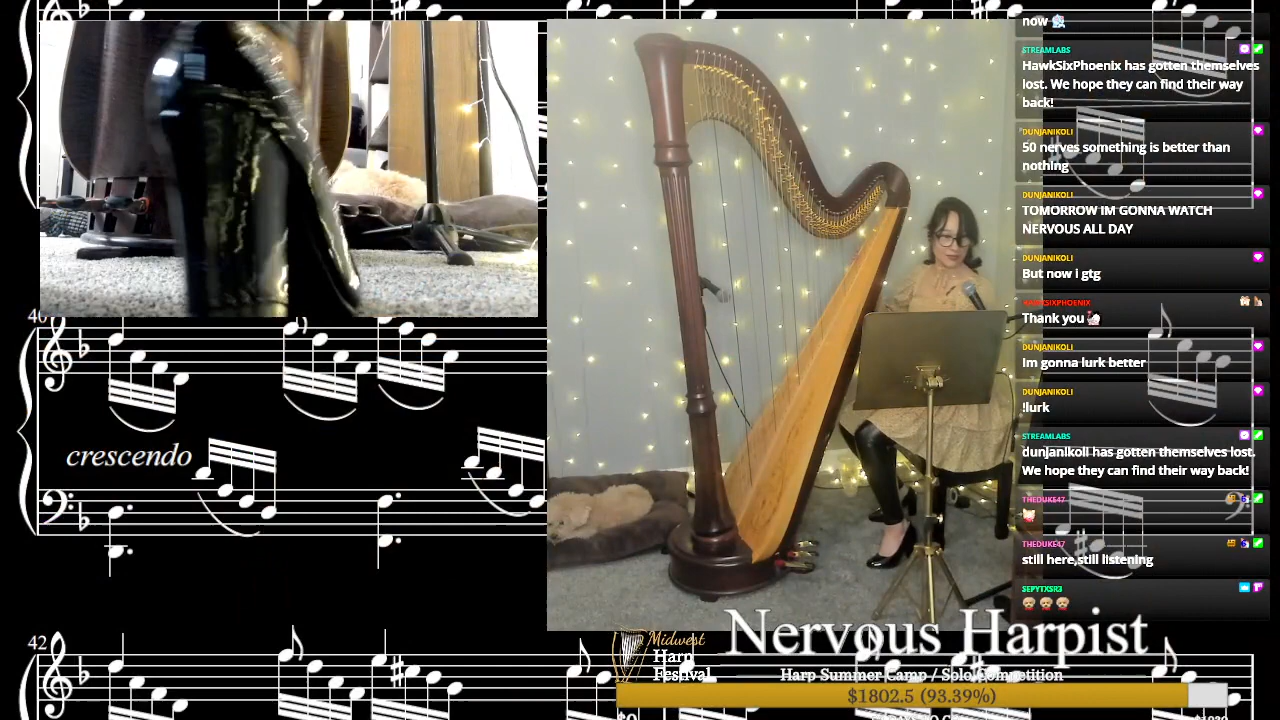 now
STREAMLABS
HawkSixPhoenix has gotten themselves
lost. We hope they can find their way
back!
DUNJANIKOLI
50 nerves something is better than
nothing
DUNJANIKOLI
TOMORROW IM GONNA WATCH
NERVOUS ALL DAY
DUNJANIKOLI
But now i gtg
HAWKSIXPHOENIX
Thank you
DUNJANIKOLI
Im gonna lurk better
DUNJANIKOLI
!lurk
STREAMLABS
dunjanikoli has gotten themselves lost.
We hope they can find their way back!
THEDUKE47
THEDUKE47
still here,still listening
SEPYTXSR3
40
crescendo
42
Nervous Harpist
Midwest
Harp
Festival
Harp Summer Camp / Solo Competition
$1802.5 (93.39%)